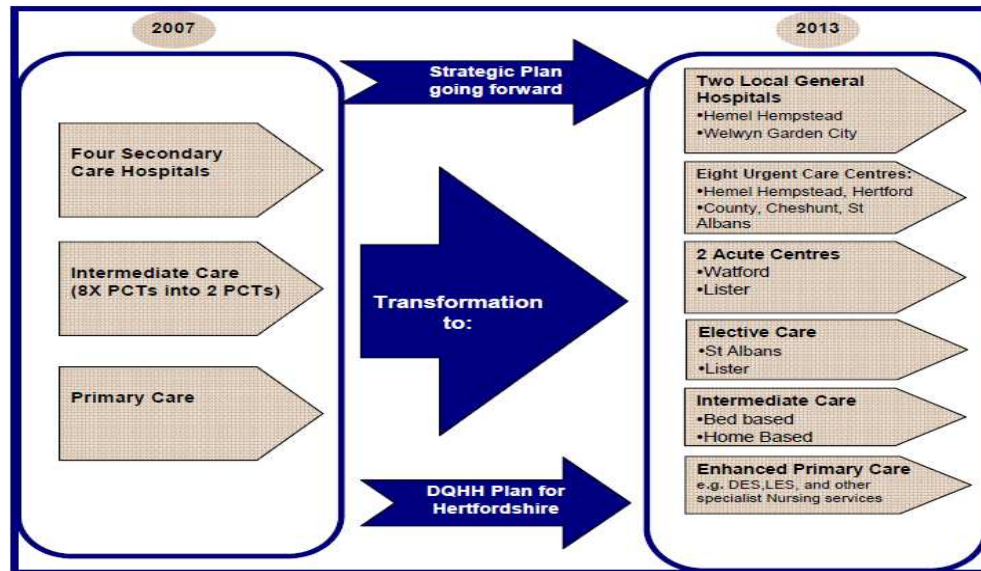 2007
2013
Four Secondary
Care Hospitals
Intermediate Care
(8X PCTs into 2 PCTs)
Primary Care
Strategic Plan
going forward
Transformation
to:
DQHH Plan for
Hertfordshire
Two Local General
Hospitals
•Hemel Hempstead
•Welwyn Garden City
Eight Urgent Care Centres:
•Hemel Hempstead, Hertford
•County, Cheshunt, St
Albans
2 Acute Centres
•Watford
•Lister
Elective Care
•St Albans
•Lister
Intermediate Care
•Bed based
•Home Based
Enhanced Primary Care
e.g. DES,LES, and other
specialist Nursing services